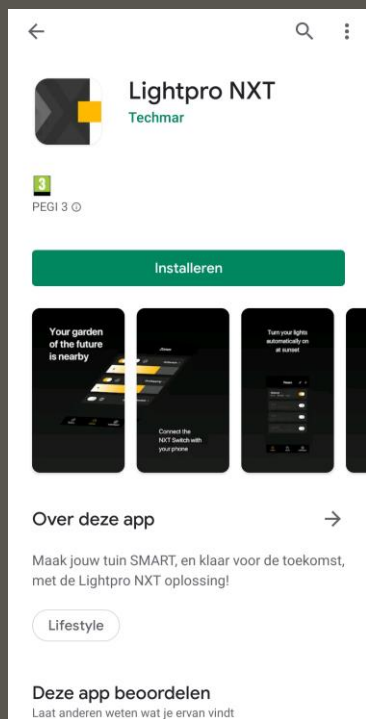 Lightpro NXT
Techmar
3
PEGI 3
Installeren
Your garden
of the future
is nearby
Connect the
NXT Switch with
your phone
Turn your lights
automatically on
at sunset
Over deze app
Maak jouw tuin SMART, en klaar voor de toekomst,
met de Lightpro NXT oplossing!
Lifestyle
Deze app beoordelen
Laat anderen weten wat je ervan vindt